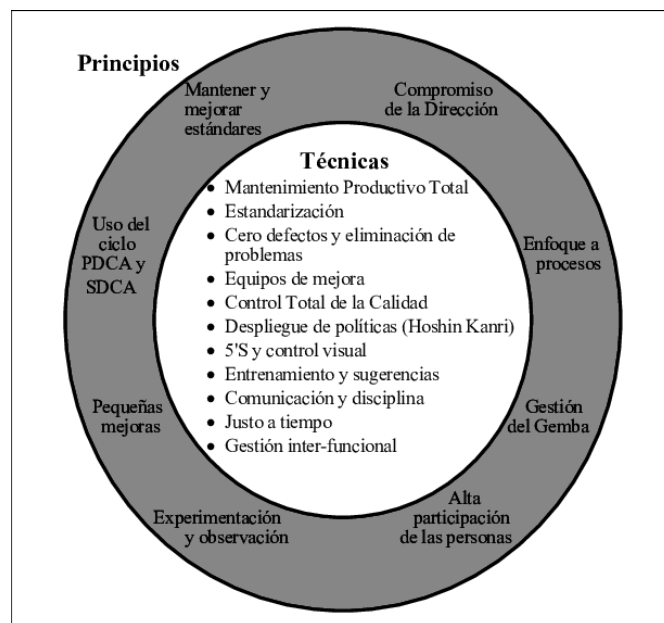 Principios
Mantener y
mejorar
estándares
Compromiso
de la Dirección
Técnicas
• Mantenimiento Productivo Total
• Estandarización
• Cero defectos y eliminación de
problemas
• Equipos de mejora
• Control Total de la Calidad
• Despliegue de políticas (Hoshin Kanri)
• 5'S y control visual
• Entrenamiento y sugerencias
• Comunicación y disciplina
• Justo a tiempo
• Gestión inter-funcional
Uso del
ciclo
PDCA y
SDCA
Enfoque a
procesos
Pequeñas
mejoras
Gestión
del Gemba
Experimentación
y observación
Alta
participación
de las personas